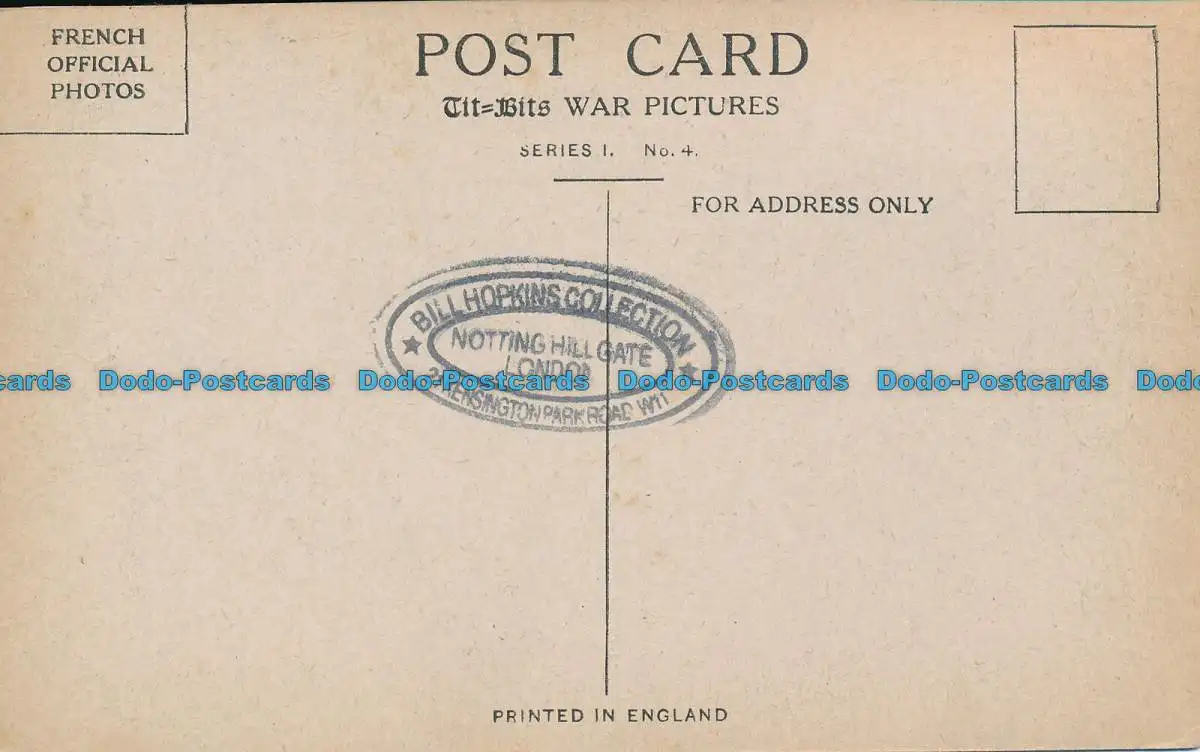 FRENCH
OFFICIAL
PHOTOS
POST CARD
Tit=Bits WAR PICTURES
SERIES I. No. 4.
FOR ADDRESS ONLY
BILL HOPKINS COLLECTION
NOTTING HILL GATE
LONDON
KENSINGTON PARK ROAD W11
Dodo-Postcards Dodo-Postcards Dodo-Postcards Dodo-Postcards
PRINTED IN ENGLAND